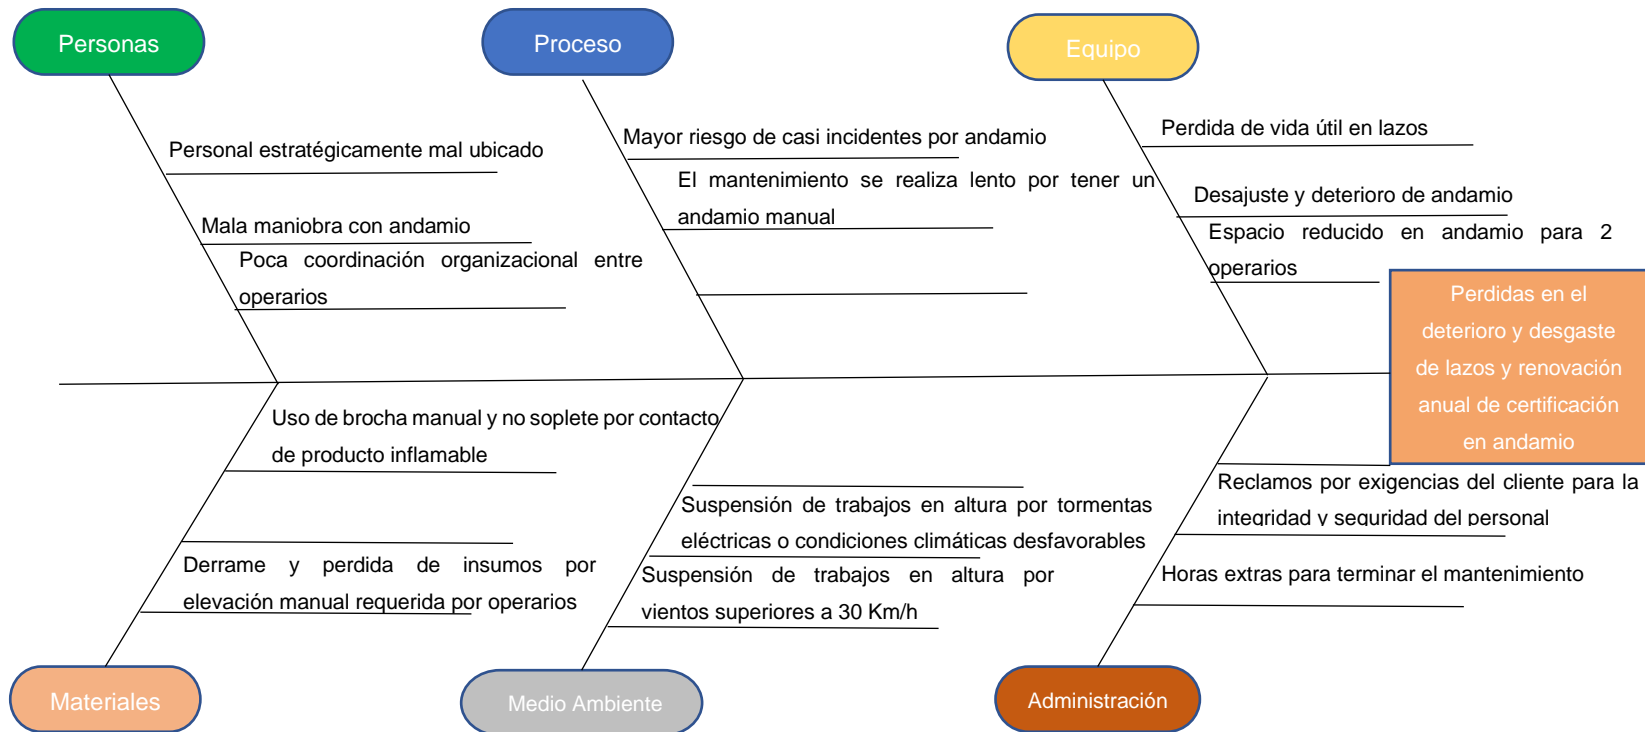 Personas
Proceso
Equipo
Personal estratégicamente mal ubicado
Mala maniobra con andamio
Poca coordinación organizacional entre
operarios
Mayor riesgo de casi incidentes por andamio
El mantenimiento se realiza lento por tener un
andamio manual
Perdida de vida útil en lazos
Desajuste y deterioro de andamio
Espacio reducido en andamio para 2
operarios
Perdidas en el
deterioro y desgaste
de lazos y renovación
anual de certificación
en andamio
Uso de brocha manual y no soplete por contacto
de producto inflamable
Derrame y perdida de insumos por
elevación manual requerida por operarios
Suspensión de trabajos en altura por tormentas
eléctricas o condiciones climáticas desfavorables
Suspensión de trabajos en altura por
vientos superiores a 30 Km/h
Reclamos por exigencias del cliente para la
integridad y seguridad del personal
Horas extras para terminar el mantenimiento
Materiales
Medio Ambiente
Administración